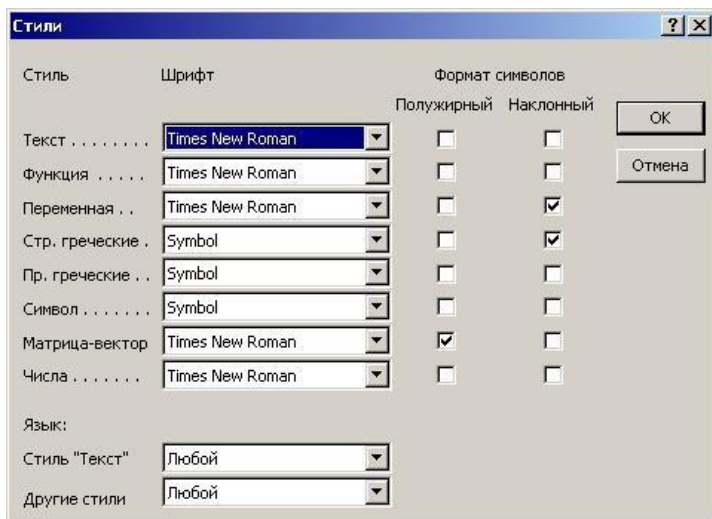 Стили
Стиль Шрифт Формат символов
Полужирный Наклонный
OK
Текст . . . . . . . . Times New Roman
Отмена
Функция . . . . . Times New Roman
Переменная . . Times New Roman
Стр. греческие . Symbol
Пр. греческие . . Symbol
Символ . . . . . . . Symbol
Матрица-вектор Times New Roman
Числа . . . . . . . Times New Roman
Язык:
Стиль "Текст" Любой
Другие стили Любой